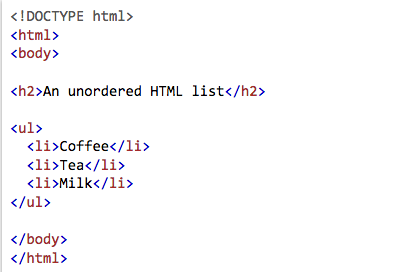 <!DOCTYPE html>
<html>
<body>

<h2>An unordered HTML list</h2>

<ul>
  <li>Coffee</li>
  <li>Tea</li>
  <li>Milk</li>
</ul>

</body>
</html>